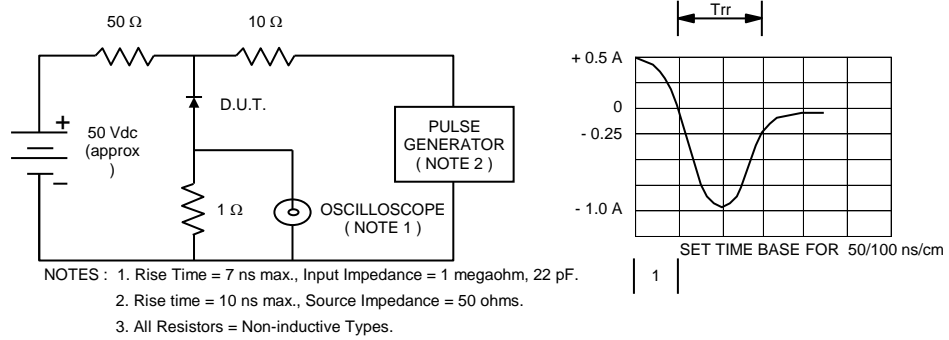 50 Ω
10 Ω
D.U.T.
+
50 Vdc
(approx
)
−
1 Ω
OSCILLOSCOPE
( NOTE 1 )
PULSE
GENERATOR
( NOTE 2 )
Trr
+ 0.5 A
0
- 0.25
- 1.0 A
SET TIME BASE FOR 50/100 ns/cm
1
NOTES : 1. Rise Time = 7 ns max., Input Impedance = 1 megaohm, 22 pF.
2. Rise time = 10 ns max., Source Impedance = 50 ohms.
3. All Resistors = Non-inductive Types.